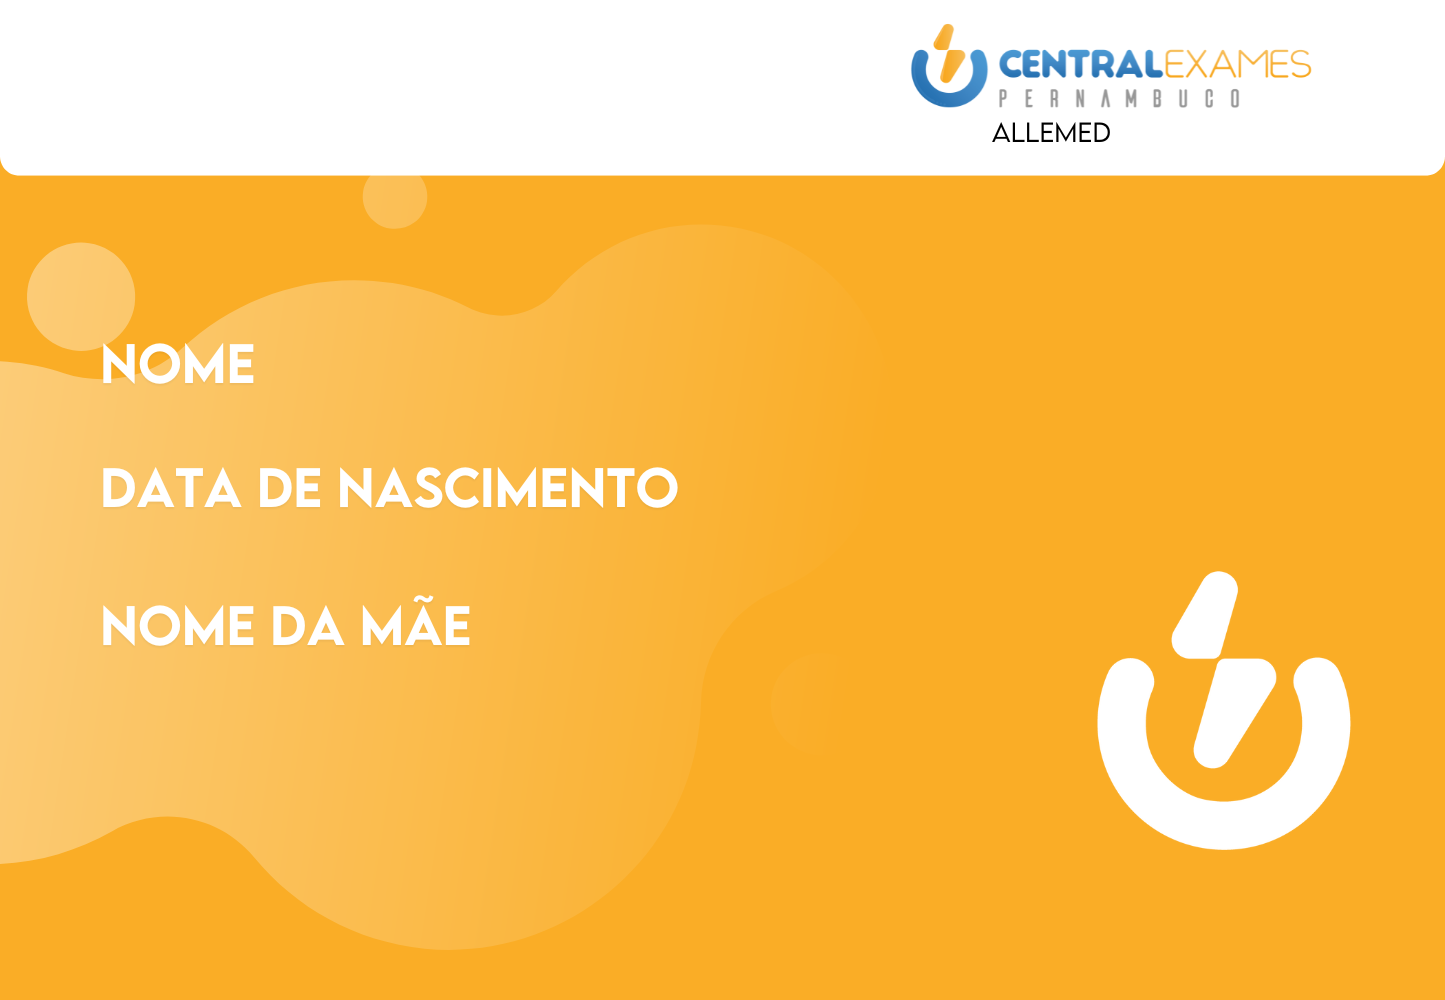 CENTRALEXAMES
PERNAMBUCO
ALLEMED
NOME
DATA DE NASCIMENTO
NOME DA MÃE